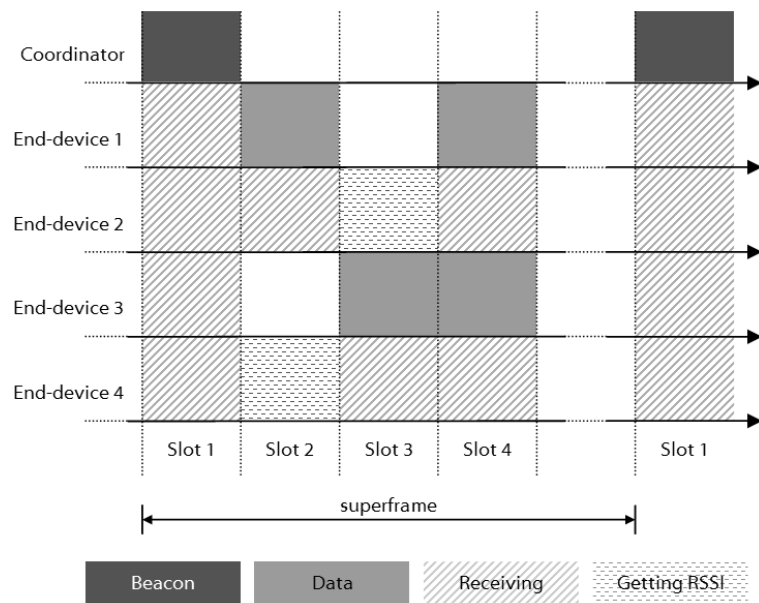 Coordinator
End-device 1
End-device 2
End-device 3
End-device 4
Slot 1 Slot 2 Slot 3 Slot 4 Slot 1
superframe
Beacon Data Receiving Getting RSSI